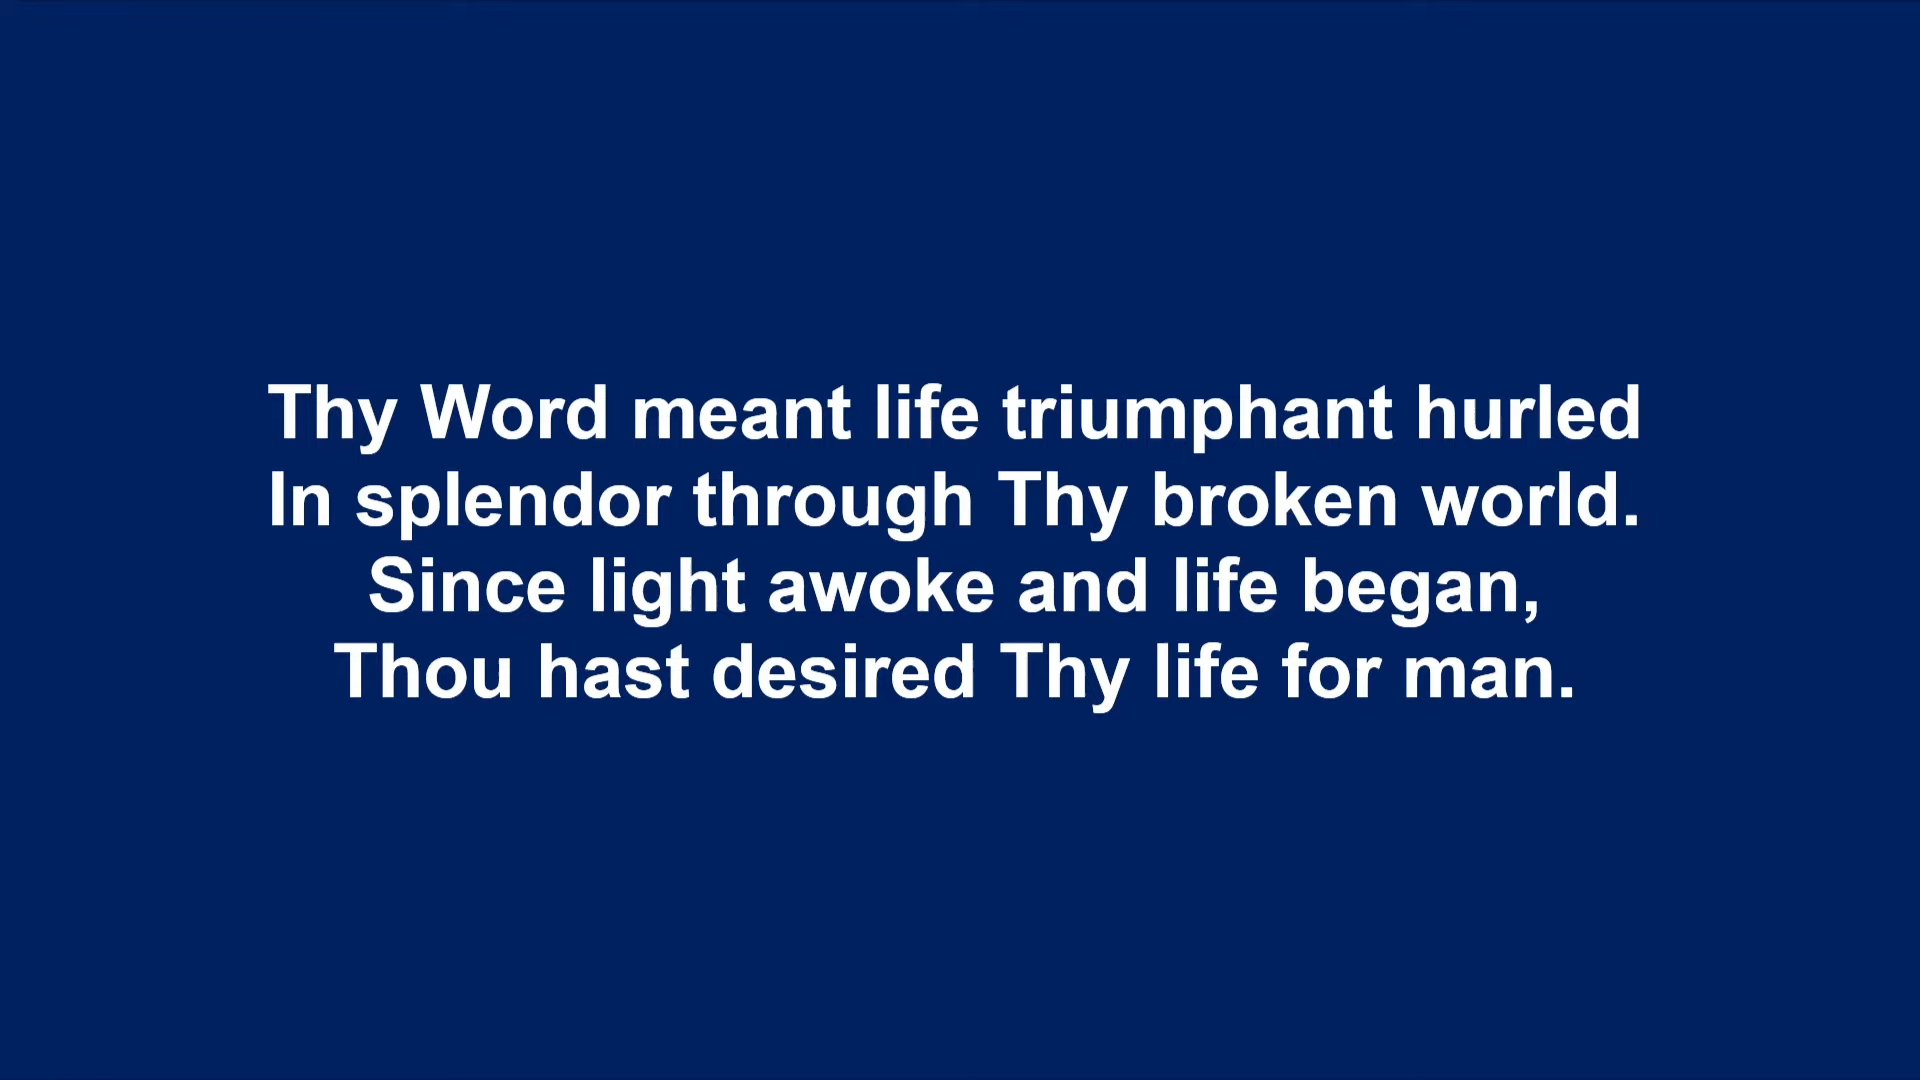 Thy Word meant life triumphant hurled
In splendor through Thy broken world.
Since light awoke and life began,
Thou hast desired Thy life for man.